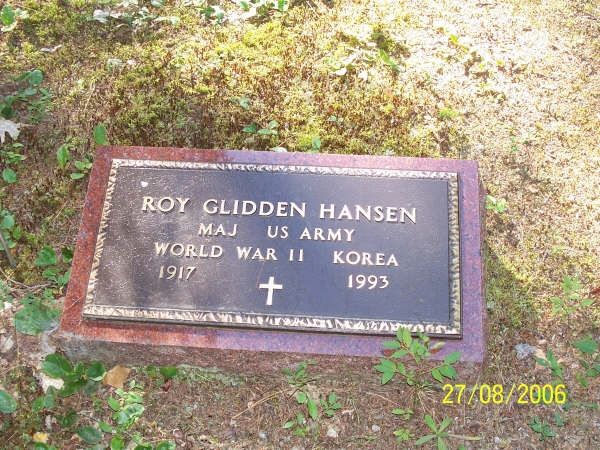 ROY GLIDDEN HANSEN
MAJ US ARMY
WORLD WAR II KOREA
1917 1993
27/08/2006